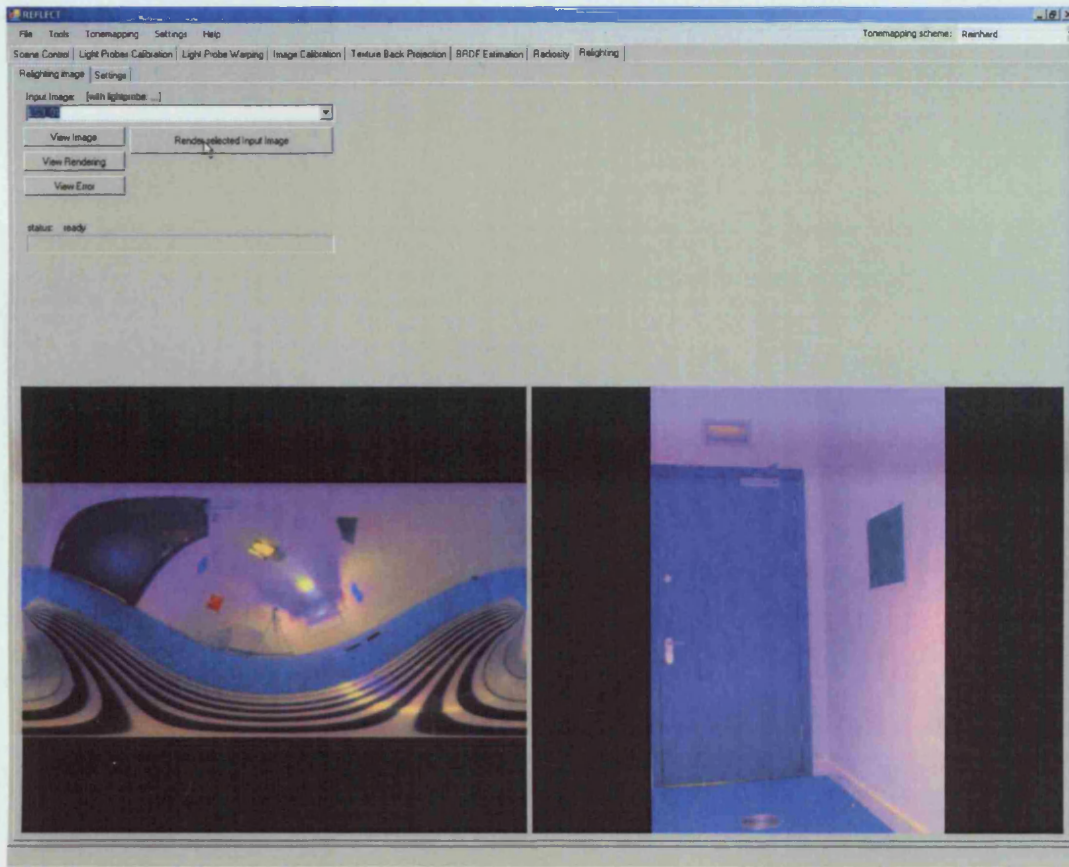 REFLECT
File Tools Tonemapping Settings Help Tonemapping scheme: Reinhard
Scene Control Light Probes Calibration Light Probe Warping Image Calibration Texture Back Projection BRDF Estimation Radiosity Relighting
Relighting image Settings
Input Image: [with lightprobe: ...]
View Image Render selected Input Image
View Rendering
View Error
status: ready